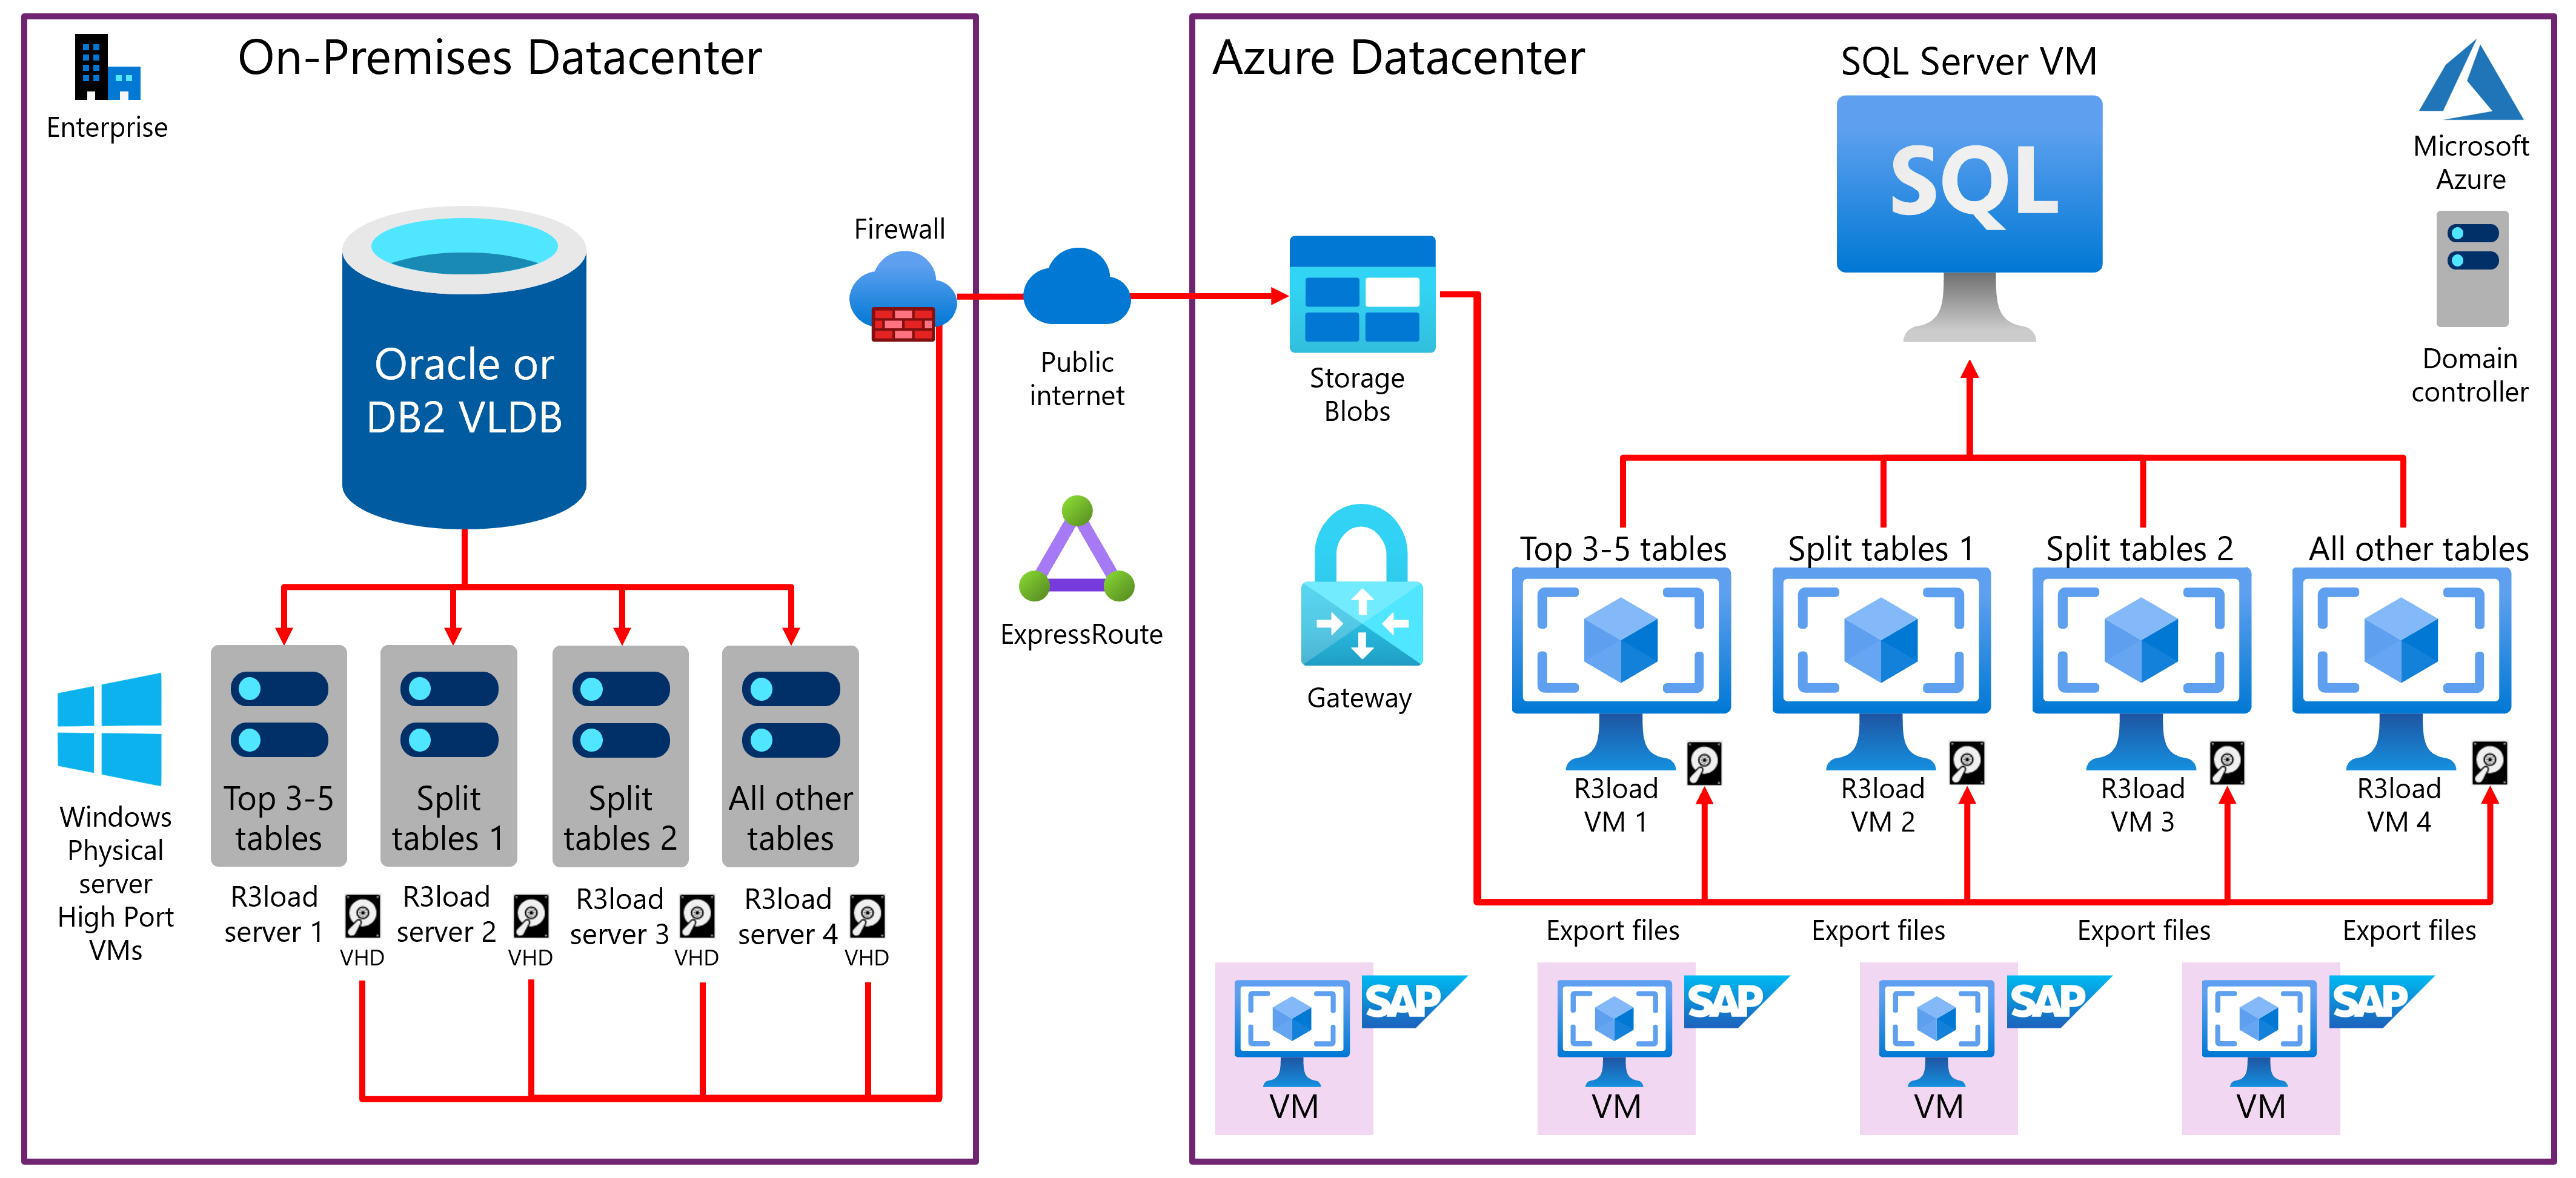 On-Premises Datacenter
Enterprise
Oracle or
DB2 VLDB
Firewall
Windows
Physical
server
High Port
VMs
Top 3-5
tables
Split
tables 1
Split
tables 2
All other
tables
R3load
server 1
VHD
R3load
server 2
VHD
R3load
server 3
VHD
R3load
server 4
VHD
Public
internet
ExpressRoute
Azure Datacenter
SQL Server VM
SQL
Microsoft
Azure
Domain
controller
Storage
Blobs
Gateway
Top 3-5 tables
Split tables 1
Split tables 2
All other tables
R3load
VM 1
R3load
VM 2
R3load
VM 3
R3load
VM 4
Export files
Export files
Export files
Export files
SAP
VM
SAP
VM
SAP
VM
SAP
VM